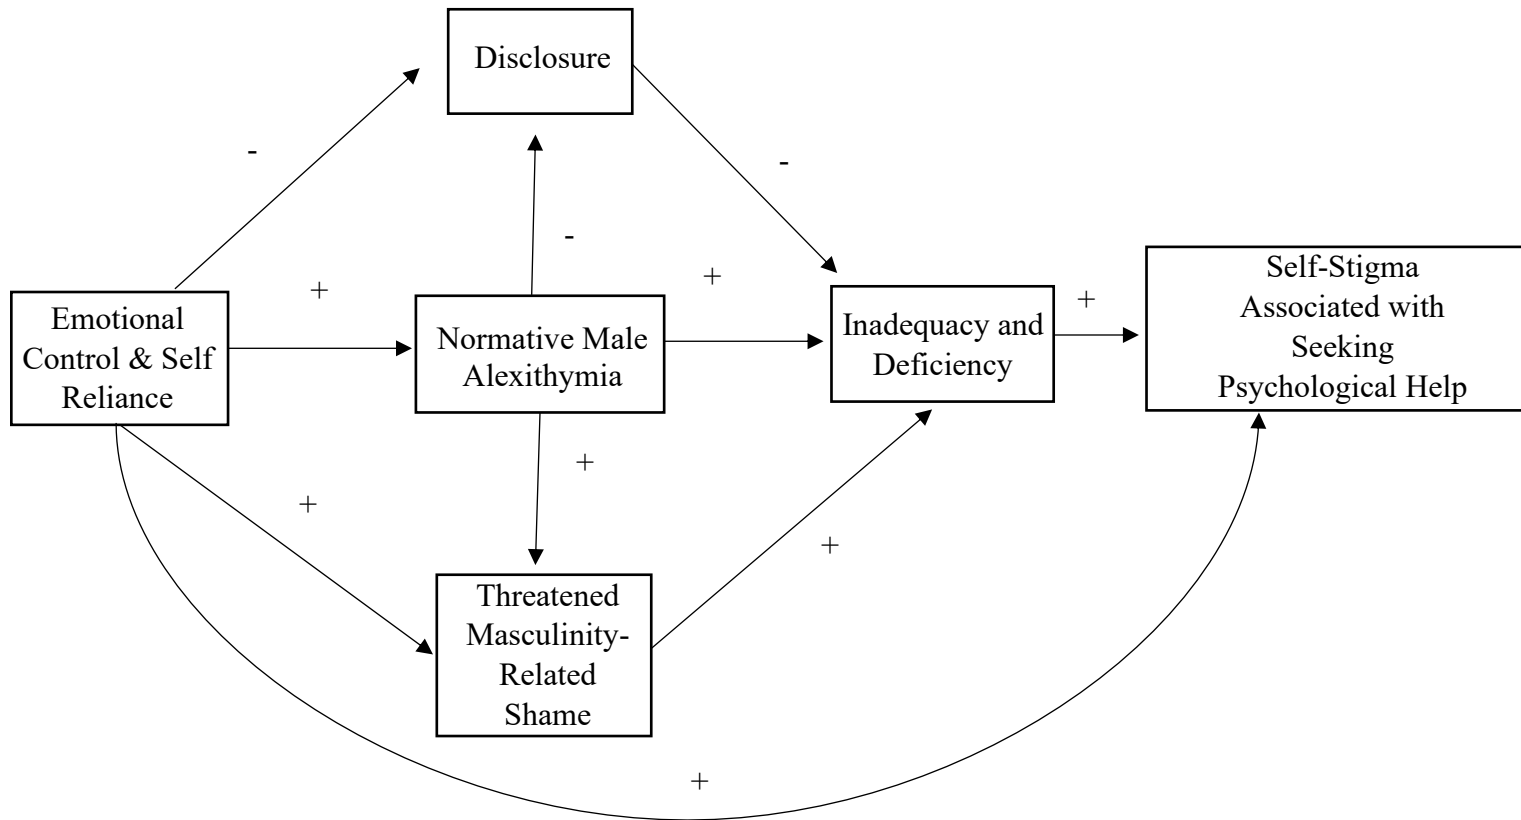 Disclosure
-
-
-
+
+
+
Emotional
Control & Self
Reliance
Normative Male
Alexithymia
Inadequacy and
Deficiency
Self-Stigma
Associated with
Seeking
Psychological Help
+
+
+
Threatened
Masculinity-
Related
Shame
+